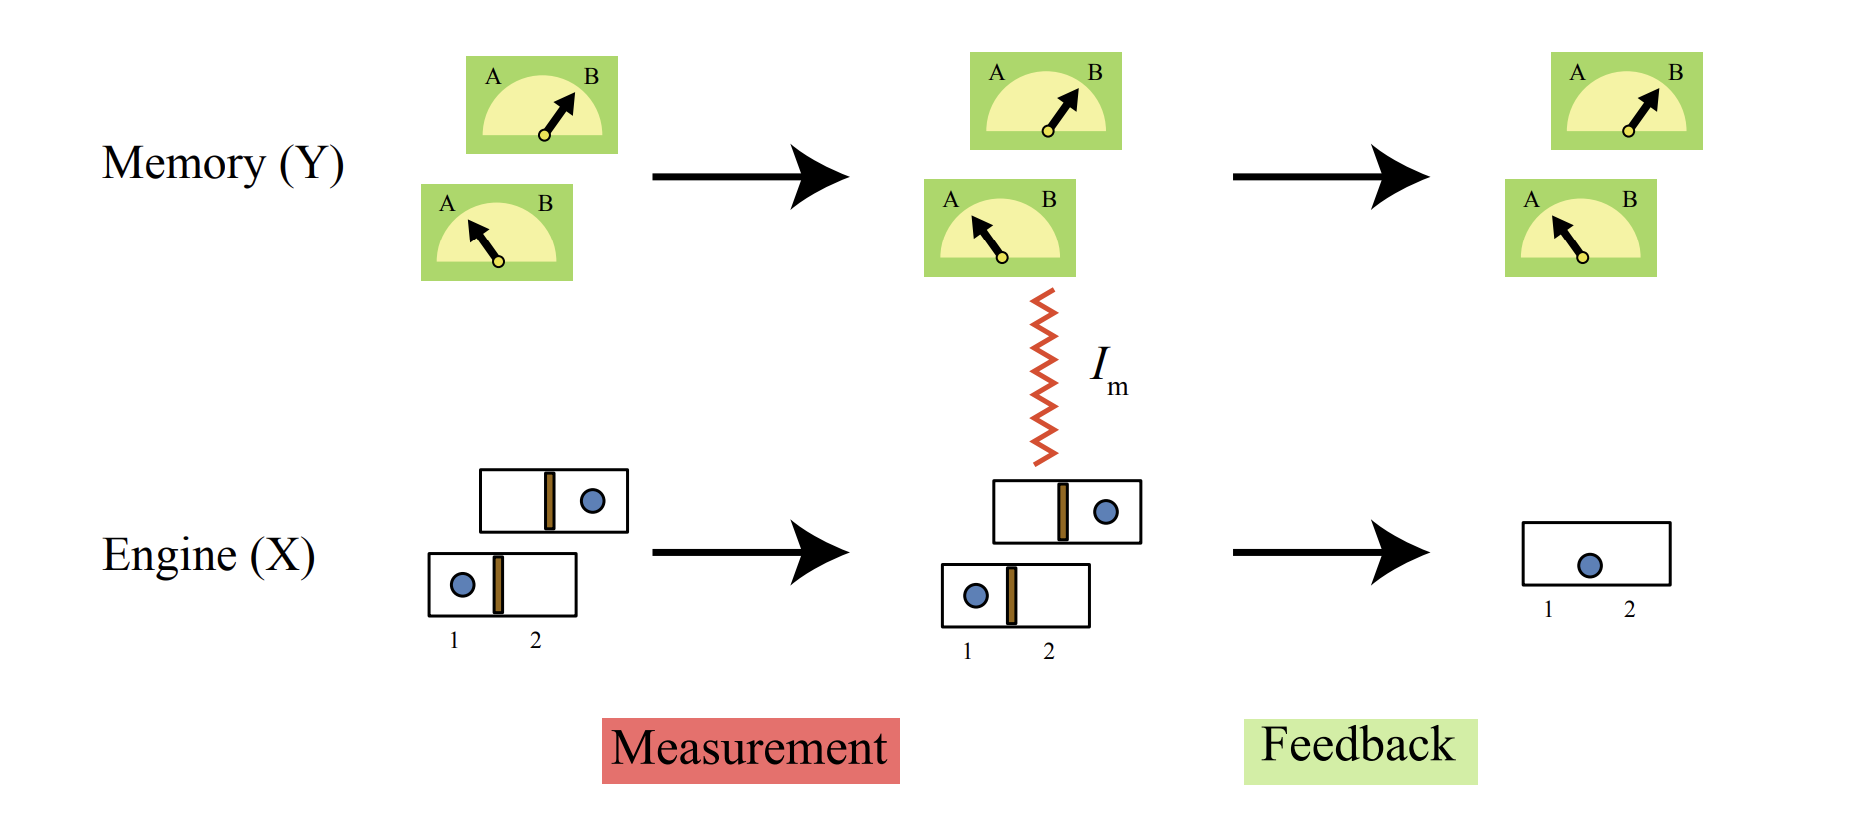 A B
A B
A B
Memory (Y)
A B
A B
A B
I_m
Engine (X)
1 2
1 2
1 2
Measurement
Feedback